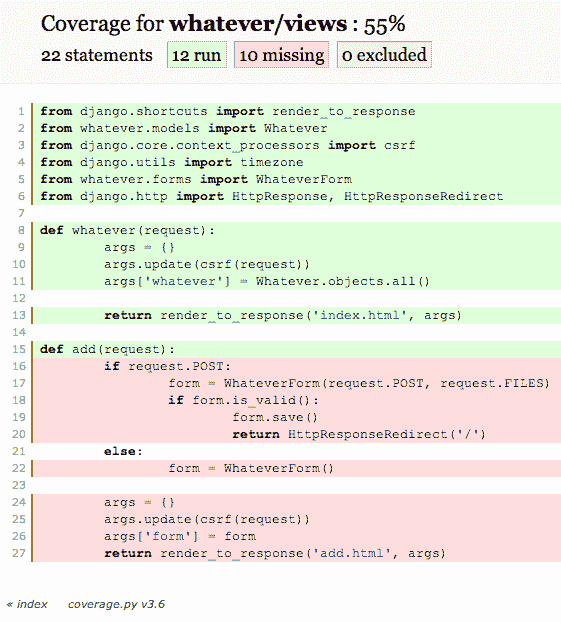 Coverage for whatever/views : 55%
22 statements 12 run 10 missing 0 excluded
1 from django.shortcuts import render_to_response
2 from whatever.models import Whatever
3 from django.core.context_processors import csrf
4 from django.utils import timezone
5 from whatever.forms import WhateverForm
6 from django.http import HttpResponse, HttpResponseRedirect
7
8 def whatever(request):
9 args = {}
10 args.update(csrf(request))
11 args['whatever'] = Whatever.objects.all()
12
13 return render_to_response('index.html', args)
14
15 def add(request):
16 if request.POST:
17 form = WhateverForm(request.POST, request.FILES)
18 if form.is_valid():
19 form.save()
20 return HttpResponseRedirect('/')
21 else:
22 form = WhateverForm()
23
24 args = {}
25 args.update(csrf(request))
26 args['form'] = form
27 return render_to_response('add.html', args)
« index coverage.py v3.6